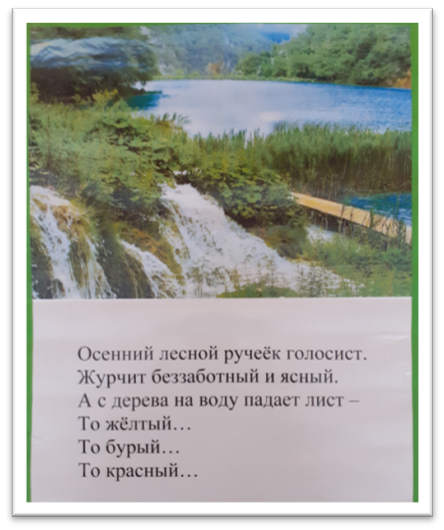 Осенний лесной ручеёк голосист.
Журчит беззаботный и ясный.
А с дерева на воду падает лист –
То жёлтый…
То бурый…
То красный…